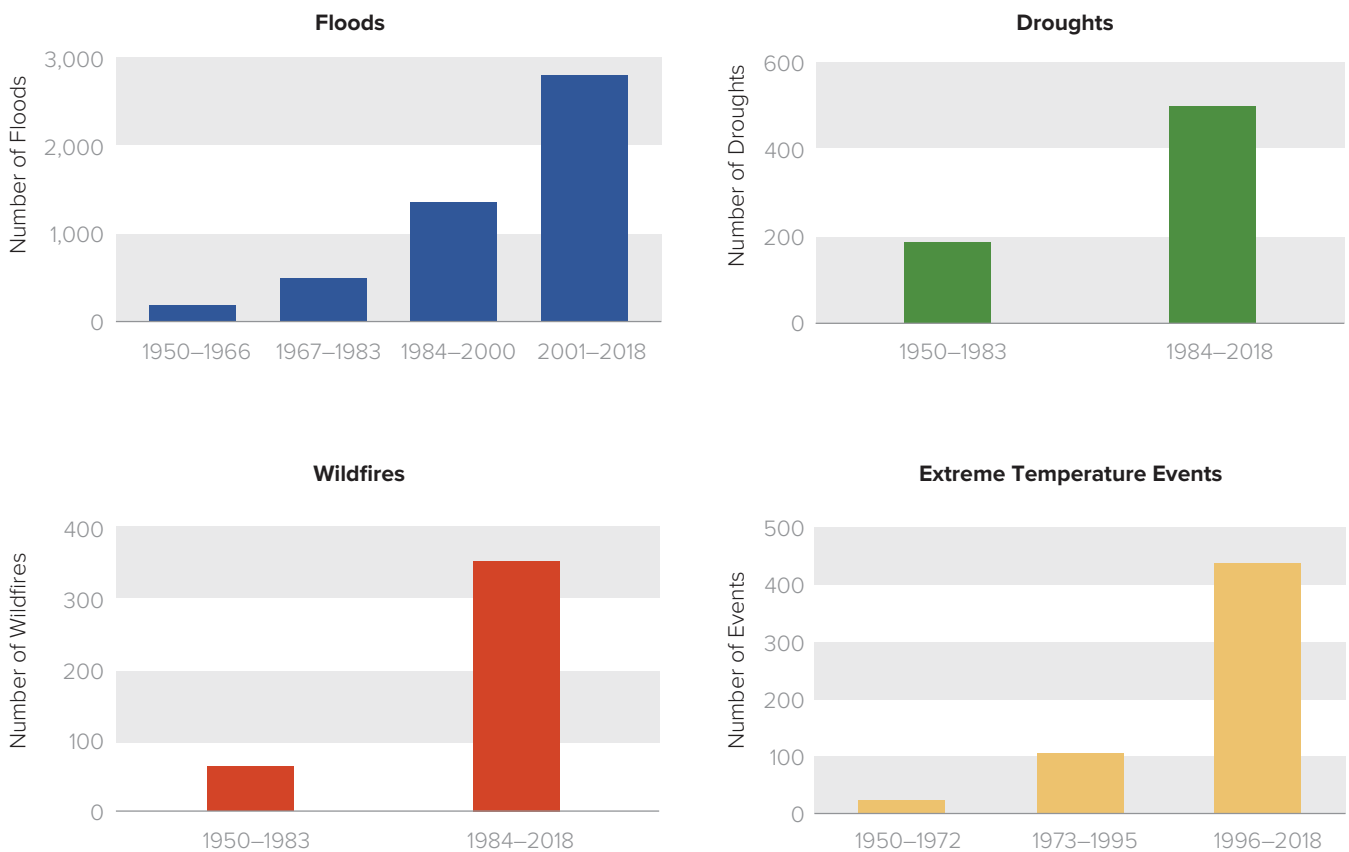 Floods
Number of Floods
3,000
2,000
1,000
0
1950–1966 1967–1983 1984–2000 2001–2018
Droughts
Number of Droughts
600
400
200
0
1950–1983 1984–2018
Wildfires
Number of Wildfires
400
300
200
100
0
1950–1983 1984–2018
Extreme Temperature Events
Number of Events
500
400
300
200
100
0
1950–1972 1973–1995 1996–2018